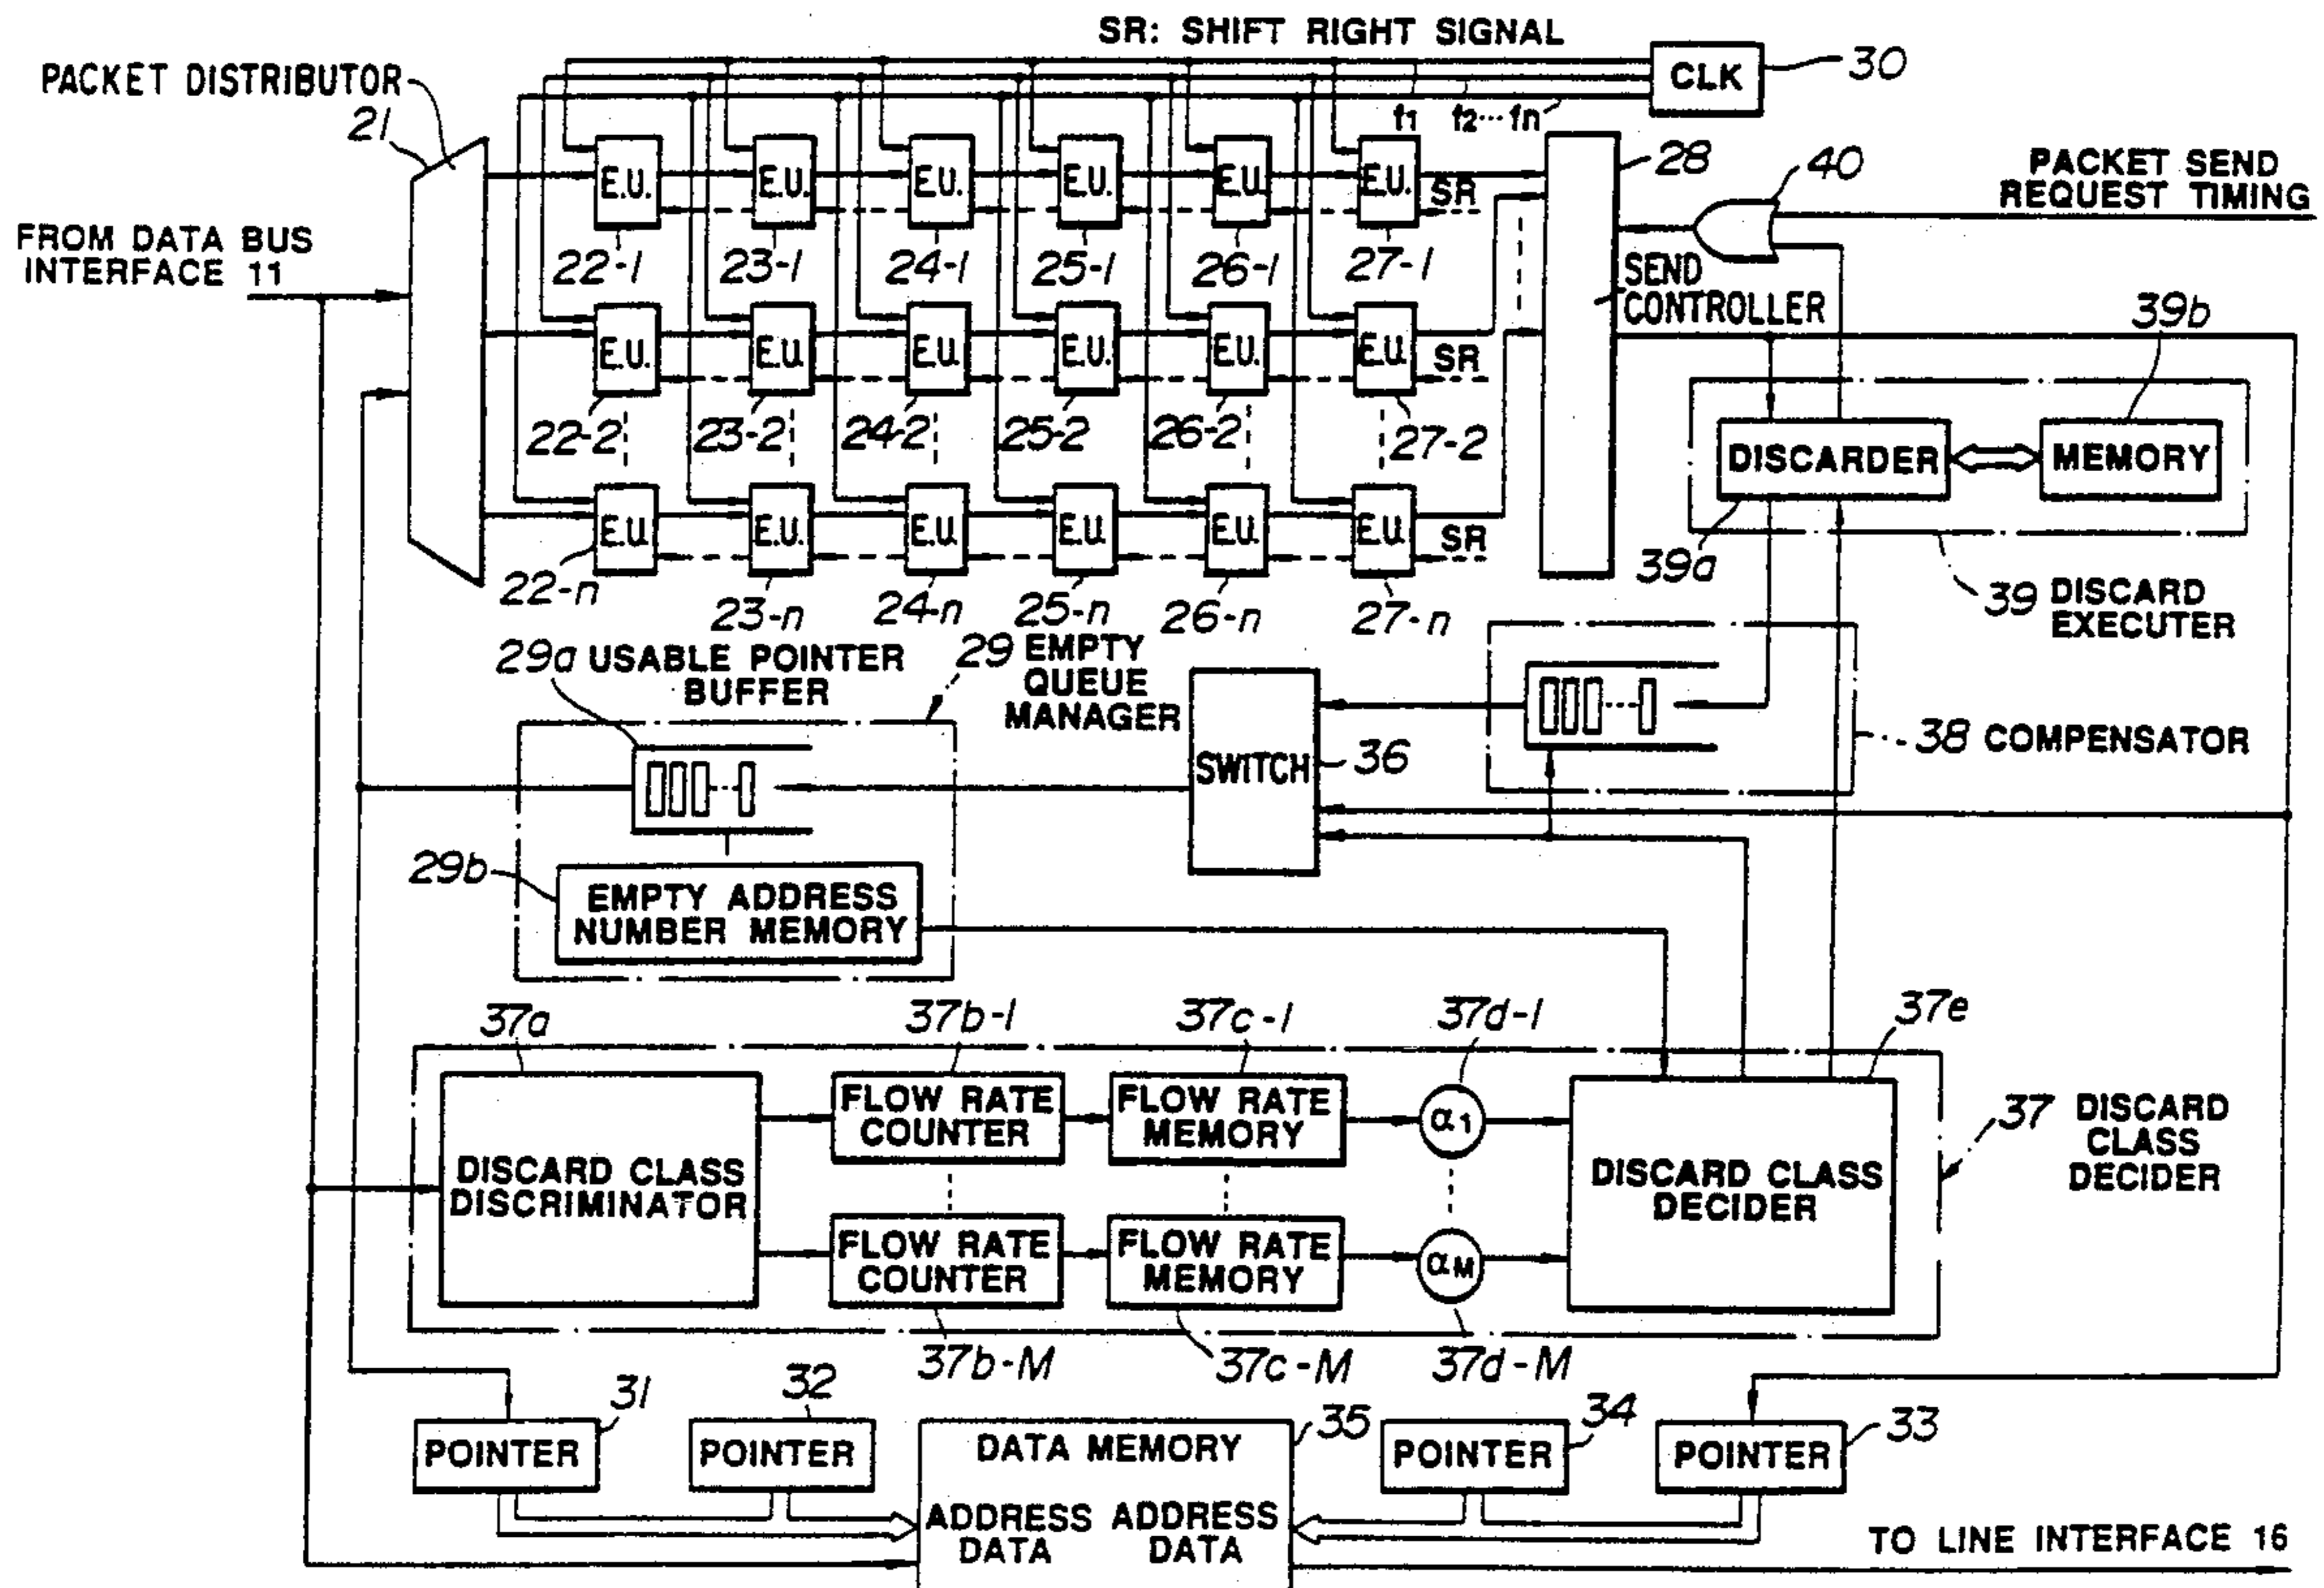 SR: SHIFT RIGHT SIGNAL
PACKET DISTRIBUTOR
21
CLK
30
f1 f2...fn
FROM DATA BUS
INTERFACE 11
E.U. E.U. E.U. E.U. E.U E.U. SR
22-1 23-1 24-1 25-1 26-1 27-1
28
40
PACKET SEND
REQUEST TIMING
SEND
CONTROLLER
E.U. E.U E.U E.U. E.U. E.U SR
22-2 23-2 24-2 25-2 26-2 27-2
39b
DISCARDER MEMORY
E.U E.U. E.U E.U E.U. E.U SR
22-n 23-n 24-n 25-n 26-n 27-n
39a
39 DISCARD
EXECUTER
29a USABLE POINTER
BUFFER
29 EMPTY
QUEUE
MANAGER
SWITCH
36
38 COMPENSATOR
29b
EMPTY ADDRESS
NUMBER MEMORY
37a 37b-1 37c-1 37d-1 37e
DISCARD CLASS
DISCRIMINATOR
FLOW RATE
COUNTER
FLOW RATE
MEMORY
α1
DISCARD CLASS
DECIDER
37 DISCARD
CLASS
DECIDER
FLOW RATE
COUNTER
FLOW RATE
MEMORY
αM
37b-M 37c-M 37d-M
31 32 35 34 33
POINTER POINTER DATA MEMORY POINTER POINTER
ADDRESS ADDRESS
DATA DATA
TO LINE INTERFACE 16